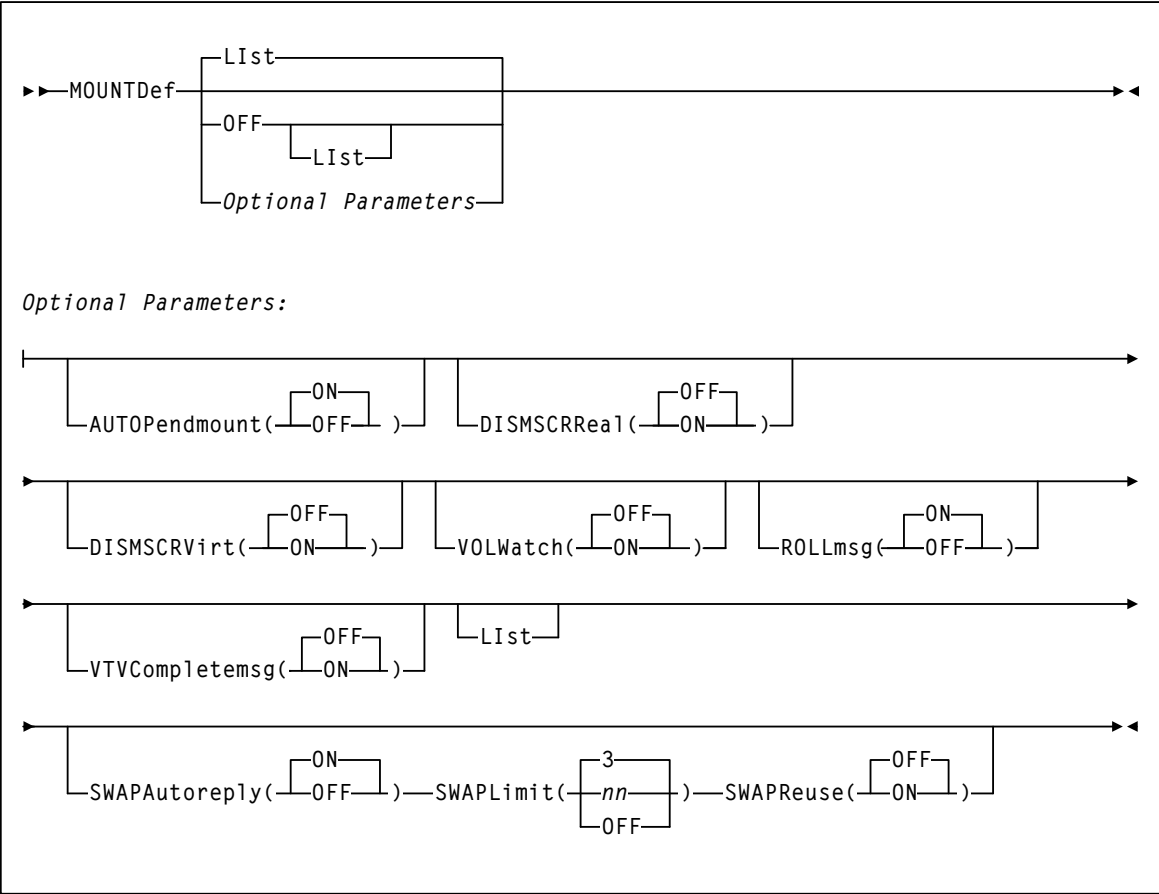 LIst
MOUNTDef
OFF
LIst
Optional Parameters
Optional Parameters:
ON OFF
AUTOPendmount( OFF ) DISMSCRReal( ON )
OFF OFF ON
DISMSCRVirt( ON ) VOLWatch( ON ) ROLLmsg( OFF )
OFF LIst
VTVCompletemsg( ON )
ON 3 OFF
SWAPAutoreply( OFF ) SWAPLimit( nn ) SWAPReuse( ON )
OFF